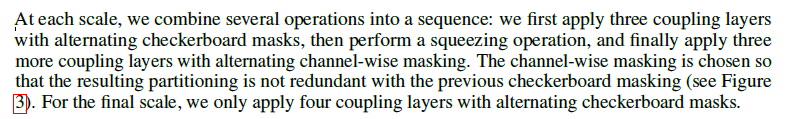 At each scale, we combine several operations into a sequence: we first apply three coupling layers
with alternating checkerboard masks, then perform a squeezing operation, and finally apply three
more coupling layers with alternating channel-wise masking. The channel-wise masking is chosen so
that the resulting partitioning is not redundant with the previous checkerboard masking (see Figure
3). For the final scale, we only apply four coupling layers with alternating checkerboard masks.